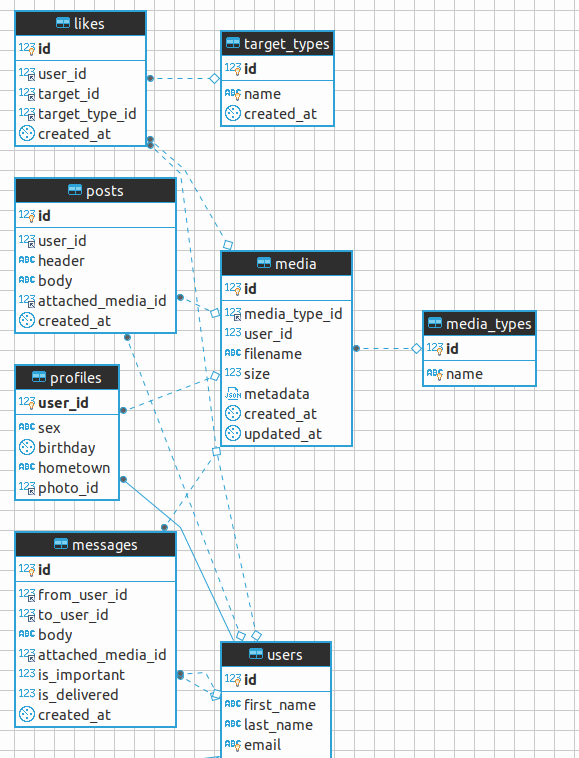 likes
123 id
123 user_id
123 target_id
123 target_type_id
created_at
target_types
123 id
ABC name
created_at
posts
123 id
123 user_id
ABC header
ABC body
123 attached_media_id
created_at
media
123 id
123 media_type_id
123 user_id
ABC filename
123 size
JSON metadata
created_at
updated_at
media_types
123 id
ABC name
profiles
123 user_id
ABC sex
birthday
ABC hometown
123 photo_id
messages
123 id
123 from_user_id
123 to_user_id
ABC body
123 attached_media_id
123 is_important
123 is_delivered
created_at
users
123 id
ABC first_name
ABC last_name
ABC email